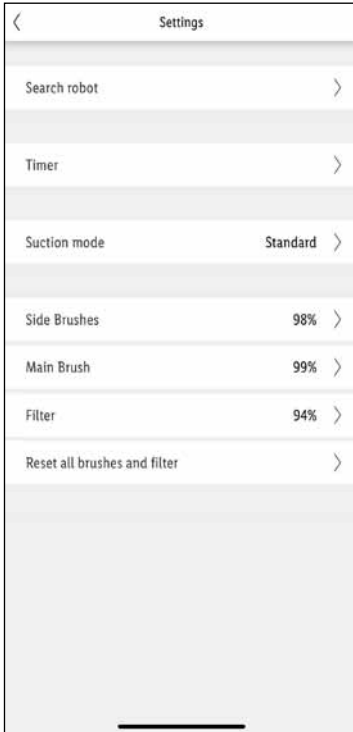 Settings
Search robot
Timer
Suction mode Standard
Side Brushes 98%
Main Brush 99%
Filter 94%
Reset all brushes and filter